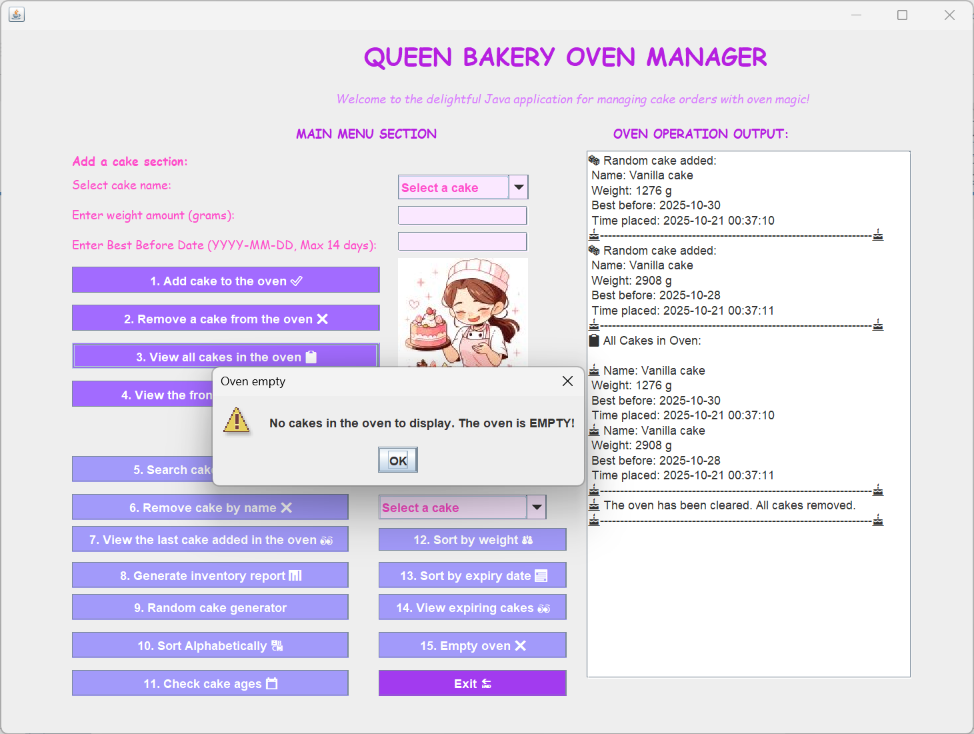 QUEEN BAKERY OVEN MANAGER
Welcome to the delightful Java application for managing cake orders with oven magic!
MAIN MENU SECTION
Add a cake section:
Select cake name:
Select a cake
Enter weight amount (grams):
Enter Best Before Date (YYYY-MM-DD, Max 14 days):
1. Add cake to the oven
2. Remove a cake from the oven
3. View all cakes in the oven
4. View the fron
Oven empty
No cakes in the oven to display. The oven is EMPTY!
OK
5. Search cak
6. Remove cake by name
Select a cake
7. View the last cake added in the oven
12. Sort by weight
8. Generate inventory report
13. Sort by expiry date
9. Random cake generator
14. View expiring cakes
10. Sort Alphabetically
15. Empty oven
11. Check cake ages
Exit
OVEN OPERATION OUTPUT:
Random cake added:
Name: Vanilla cake
Weight: 1276 g
Best before: 2025-10-30
Time placed: 2025-10-21 00:37:10
Random cake added:
Name: Vanilla cake
Weight: 2908 g
Best before: 2025-10-28
Time placed: 2025-10-21 00:37:11
All Cakes in Oven:
Name: Vanilla cake
Weight: 1276 g
Best before: 2025-10-30
Time placed: 2025-10-21 00:37:10
Name: Vanilla cake
Weight: 2908 g
Best before: 2025-10-28
Time placed: 2025-10-21 00:37:11
The oven has been cleared. All cakes removed.